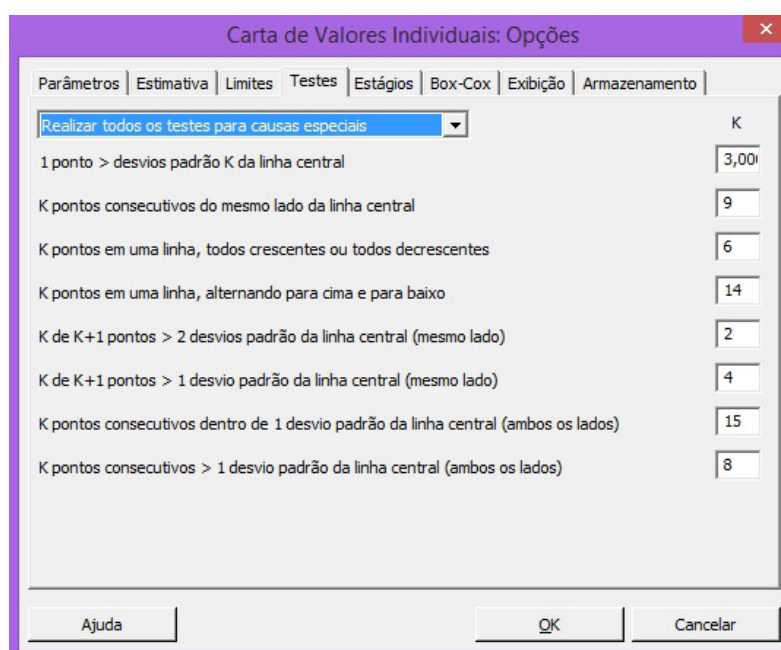 Carta de Valores Individuais: Opções
Parâmetros Estimativa Limites Testes Estágios Box-Cox Exibição Armazenamento
Realizar todos os testes para causas especiais K
1 ponto > desvios padrão K da linha central 3,00
K pontos consecutivos do mesmo lado da linha central 9
K pontos em uma linha, todos crescentes ou todos decrescentes 6
K pontos em uma linha, alternando para cima e para baixo 14
K de K+1 pontos > 2 desvios padrão da linha central (mesmo lado) 2
K de K+1 pontos > 1 desvio padrão da linha central (mesmo lado) 4
K pontos consecutivos dentro de 1 desvio padrão da linha central (ambos os lados) 15
K pontos consecutivos > 1 desvio padrão da linha central (ambos os lados) 8
Ajuda OK Cancelar